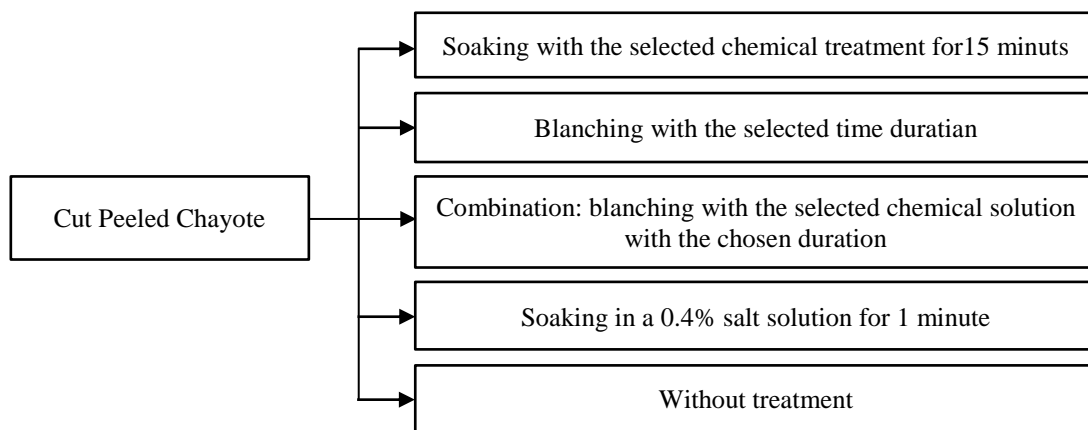 Soaking with the selected chemical treatment for15 minuts
Blanching with the selected time duratian
Cut Peeled Chayote
Combination: blanching with the selected chemical solution
with the chosen duration
Soaking in a 0.4% salt solution for 1 minute
Without treatment